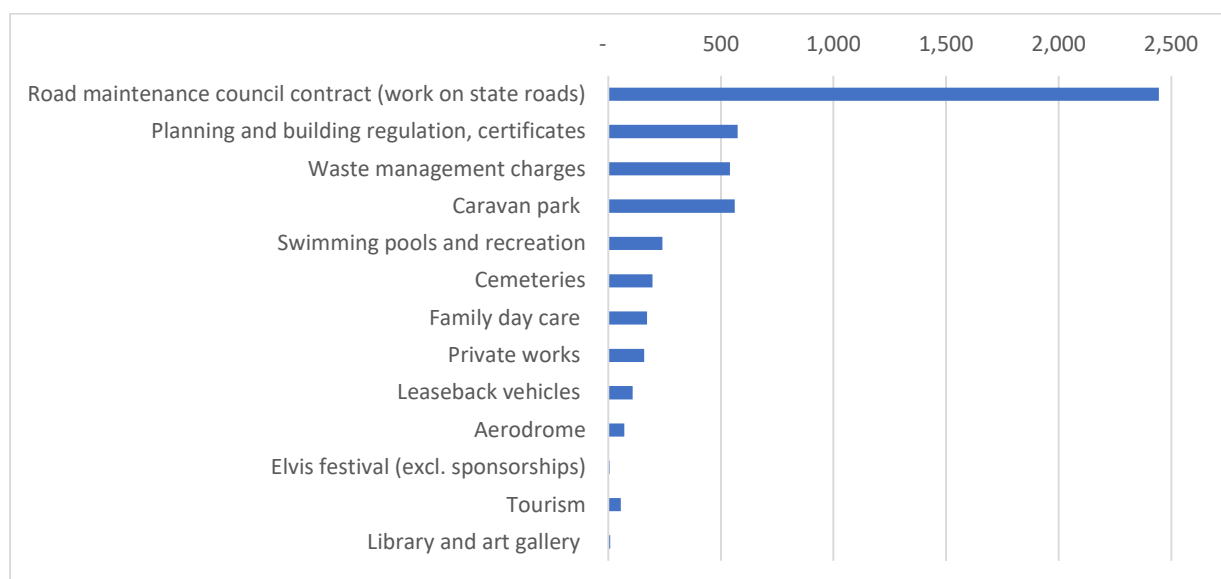 - 500 1,000 1,500 2,000 2,500
Road maintenance council contract (work on state roads)
Planning and building regulation, certificates
Waste management charges
Caravan park
Swimming pools and recreation
Cemeteries
Family day care
Private works
Leaseback vehicles
Aerodrome
Elvis festival (excl. sponsorships)
Tourism
Library and art gallery